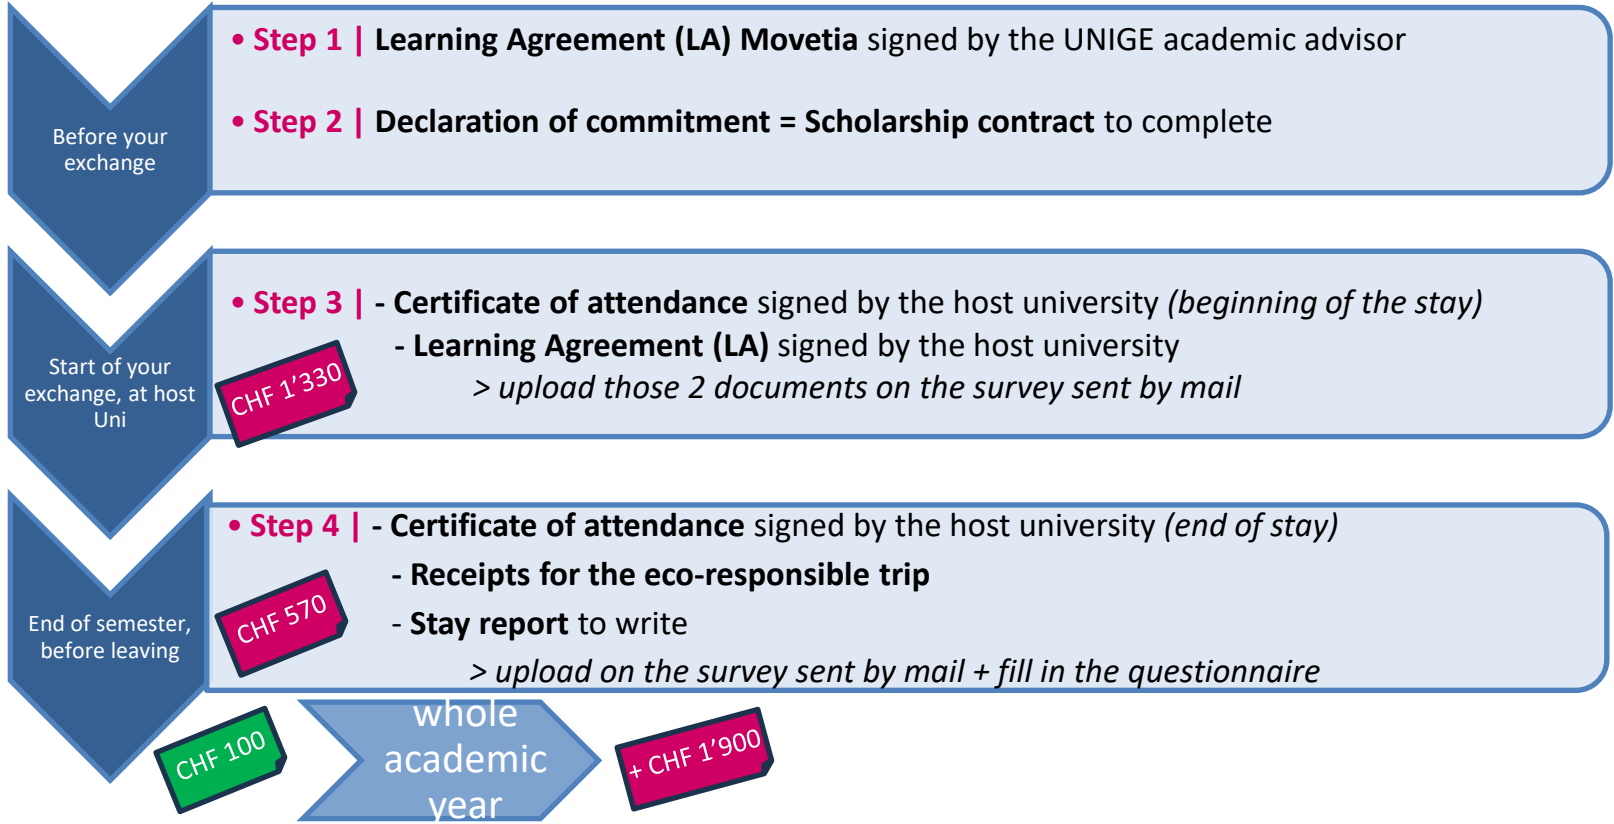 Before your
exchange
• Step 1 | Learning Agreement (LA) Movetia signed by the UNIGE academic advisor
• Step 2 | Declaration of commitment = Scholarship contract to complete
Start of your
exchange, at host
Uni
• Step 3 | - Certificate of attendance signed by the host university (beginning of the stay)
- Learning Agreement (LA) signed by the host university
> upload those 2 documents on the survey sent by mail
CHF 1’330
End of semester,
before leaving
• Step 4 | - Certificate of attendance signed by the host university (end of stay)
- Receipts for the eco-responsible trip
- Stay report to write
> upload on the survey sent by mail + fill in the questionnaire
CHF 570
CHF 100
whole
academic
year
+ CHF 1’900